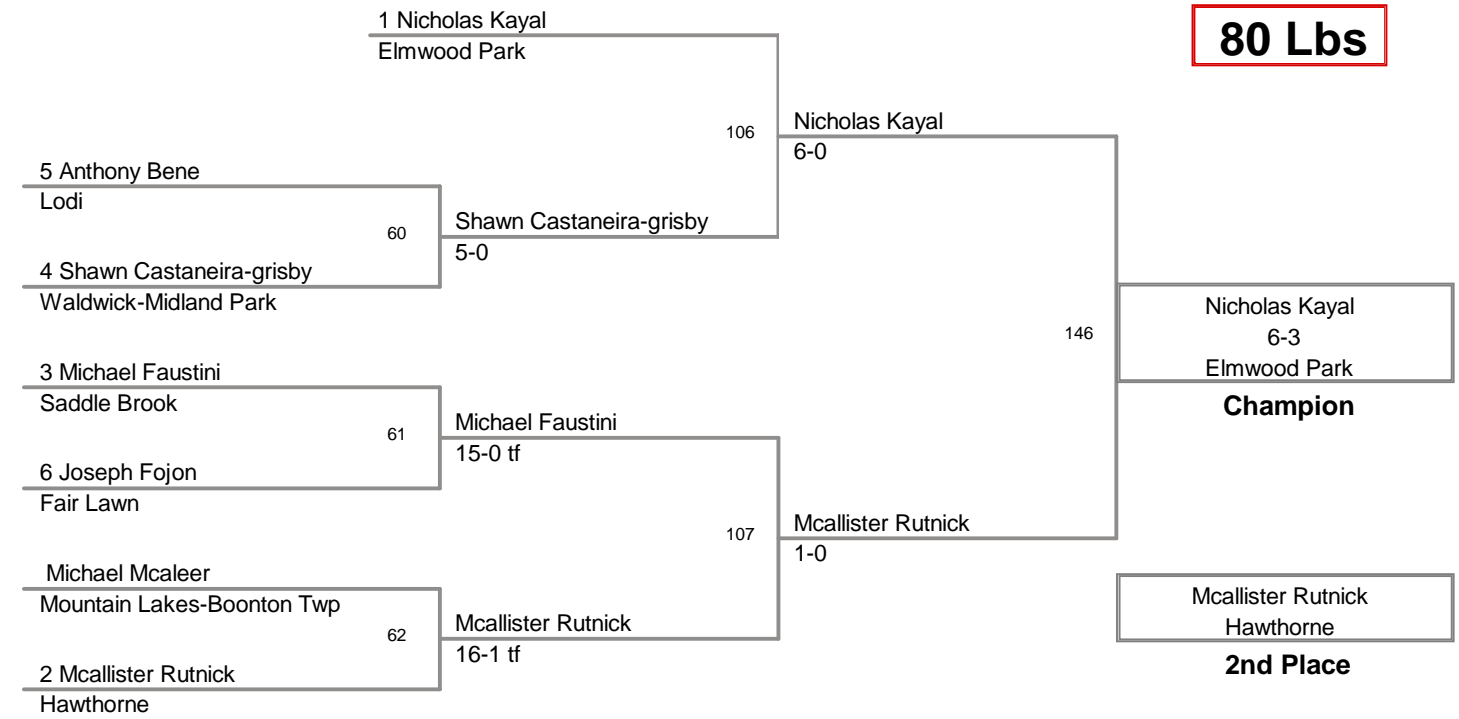 1 Nicholas Kayal
Elmwood Park
80 Lbs
106
Nicholas Kayal
6-0
5 Anthony Bene
Lodi
60
Shawn Castaneira-grisby
5-0
4 Shawn Castaneira-grisby
Waldwick-Midland Park
146
Nicholas Kayal
6-3
Elmwood Park
Champion
3 Michael Faustini
Saddle Brook
61
Michael Faustini
15-0 tf
6 Joseph Fojon
Fair Lawn
107
Mcallister Rutnick
1-0
Michael Mcaleer
Mountain Lakes-Boonton Twp
62
Mcallister Rutnick
16-1 tf
2 Mcallister Rutnick
Hawthorne
Mcallister Rutnick
Hawthorne
2nd Place